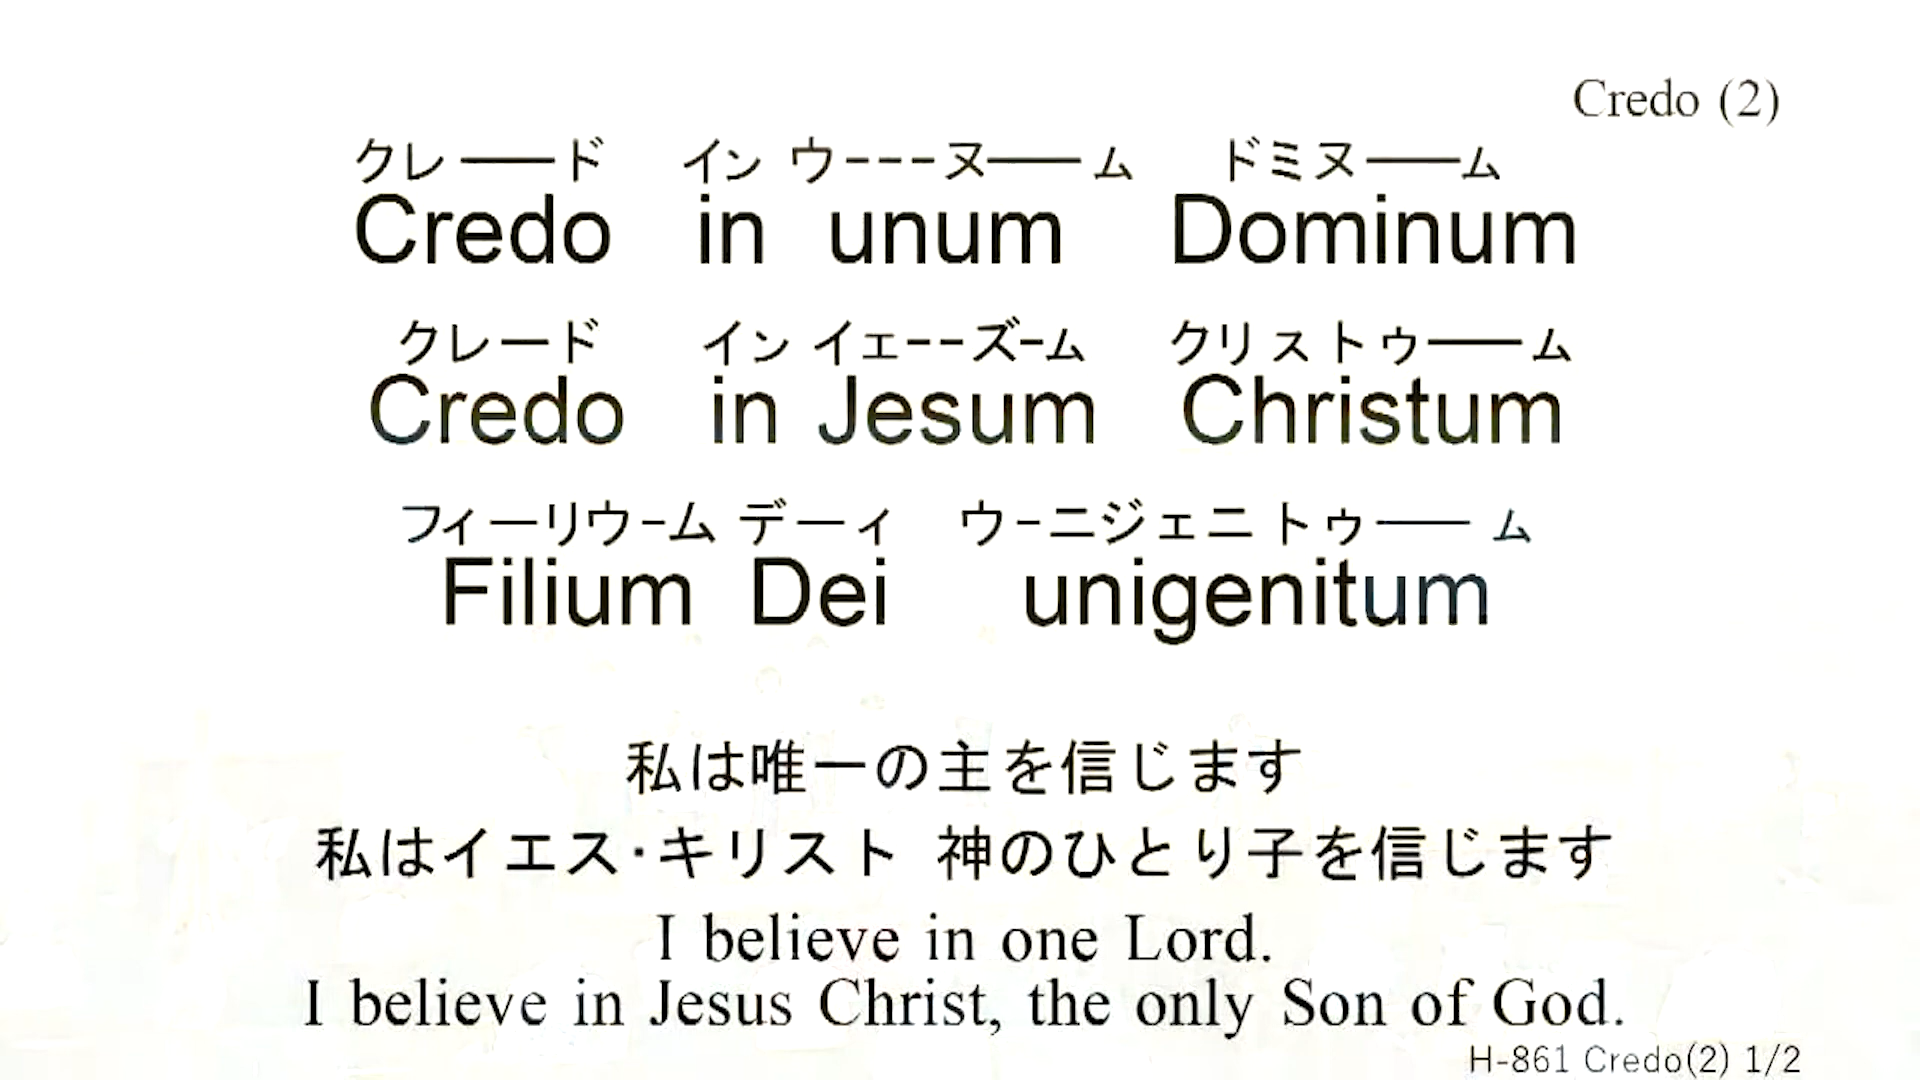 Credo (2)
クレ――ド イン ウ---ヌ――ム ドミヌ――ム
Credo in unum Dominum
クレード イン イェ--ズ-ム クリストゥ――ム
Credo in Jesum Christum
フィーリウ-ム デーィ ウ-ニジェニトゥ――ム
Filium Dei unigenitum
私は唯一の主を信じます
私はイエス・キリスト 神のひとり子を信じます
I believe in one Lord.
I believe in Jesus Christ, the only Son of God.
H-861 Credo(2) 1/2